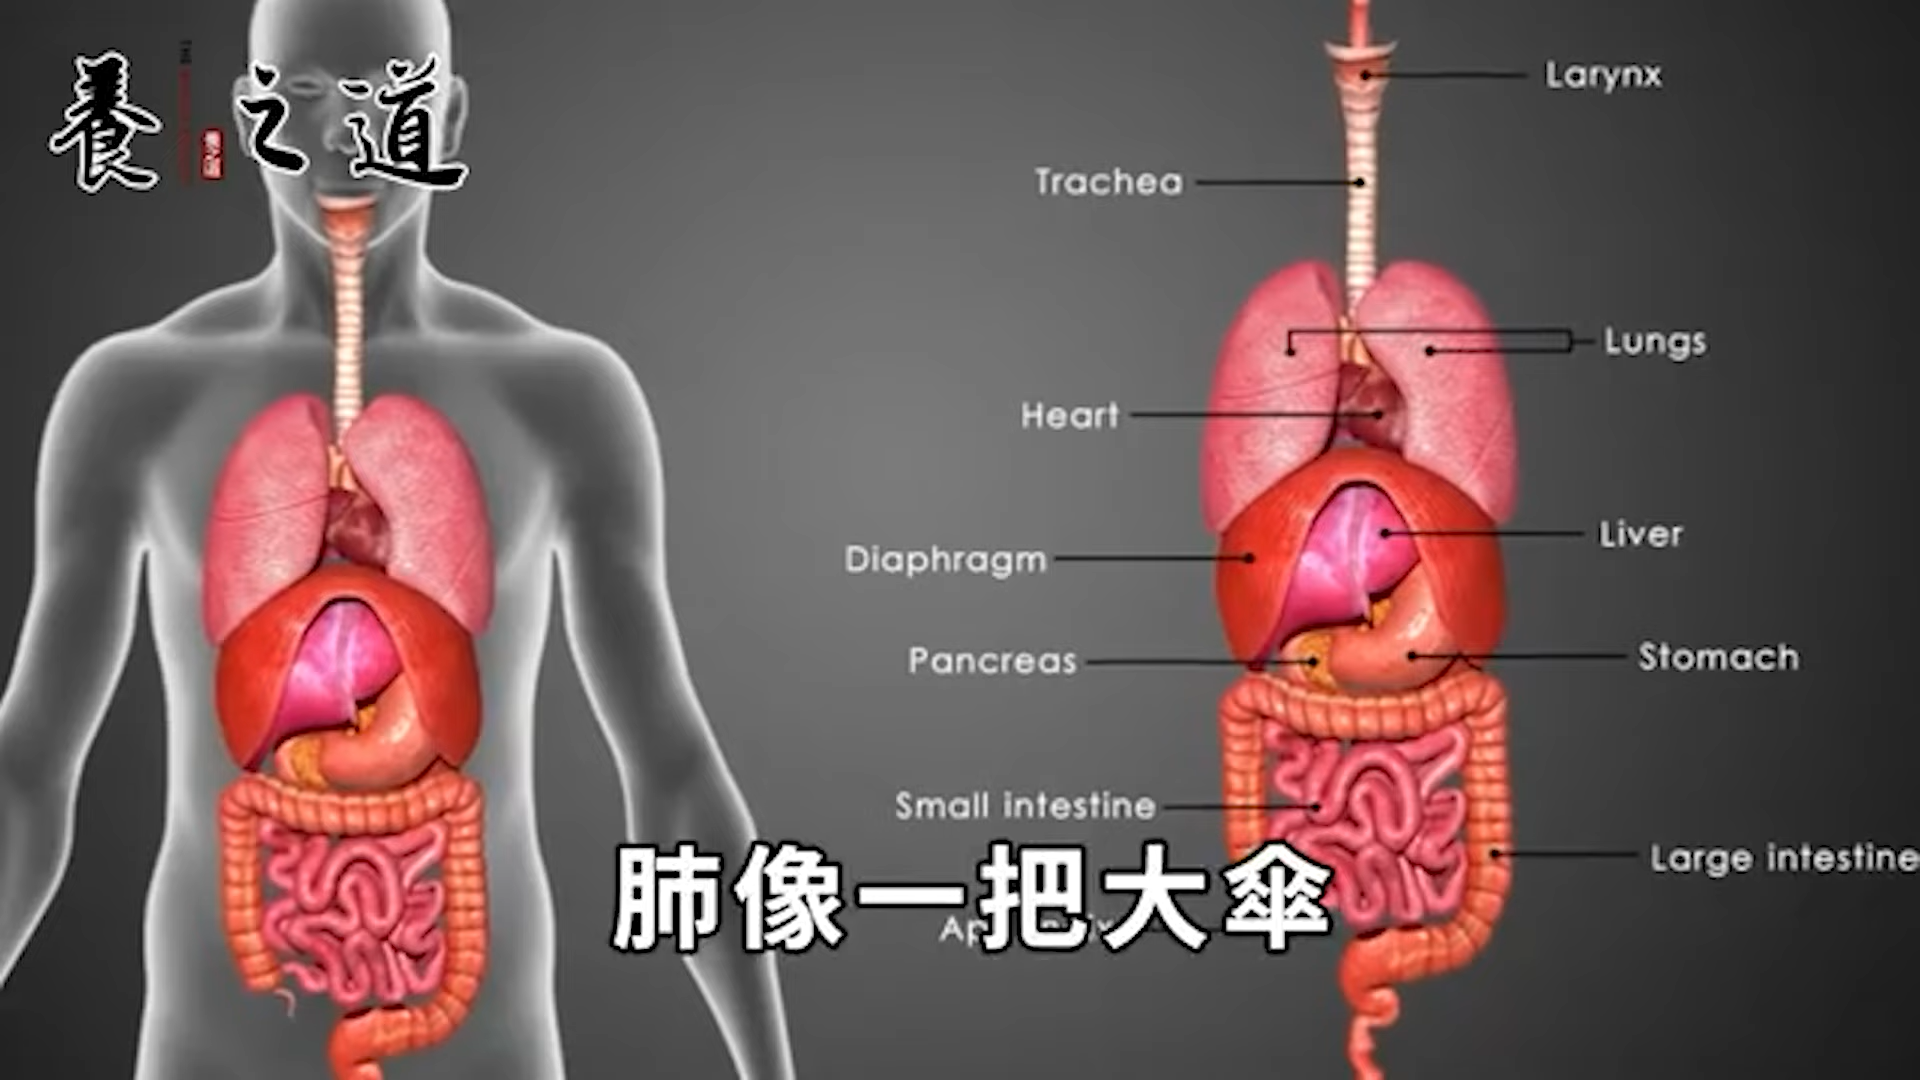 養之道
Larynx
Trachea
Lungs
Heart
Liver
Diaphragm
Pancreas
Stomach
Small intestine
Large intestine
肺像一把大傘